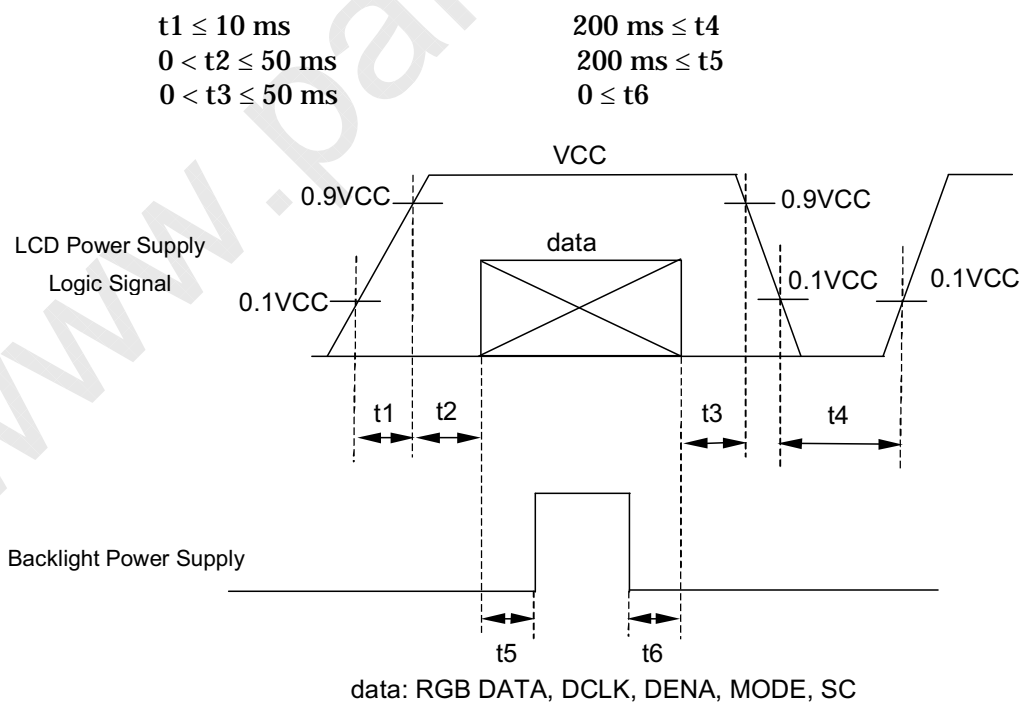 t1 ≤ 10 ms 200 ms ≤ t4
0 < t2 ≤ 50 ms 200 ms ≤ t5
0 < t3 ≤ 50 ms 0 ≤ t6
VCC
0.9VCC 0.9VCC
LCD Power Supply
data
Logic Signal
0.1VCC 0.1VCC 0.1VCC
t1 t2 t3 t4
Backlight Power Supply
t5 t6
data: RGB DATA, DCLK, DENA, MODE, SC
www.pa